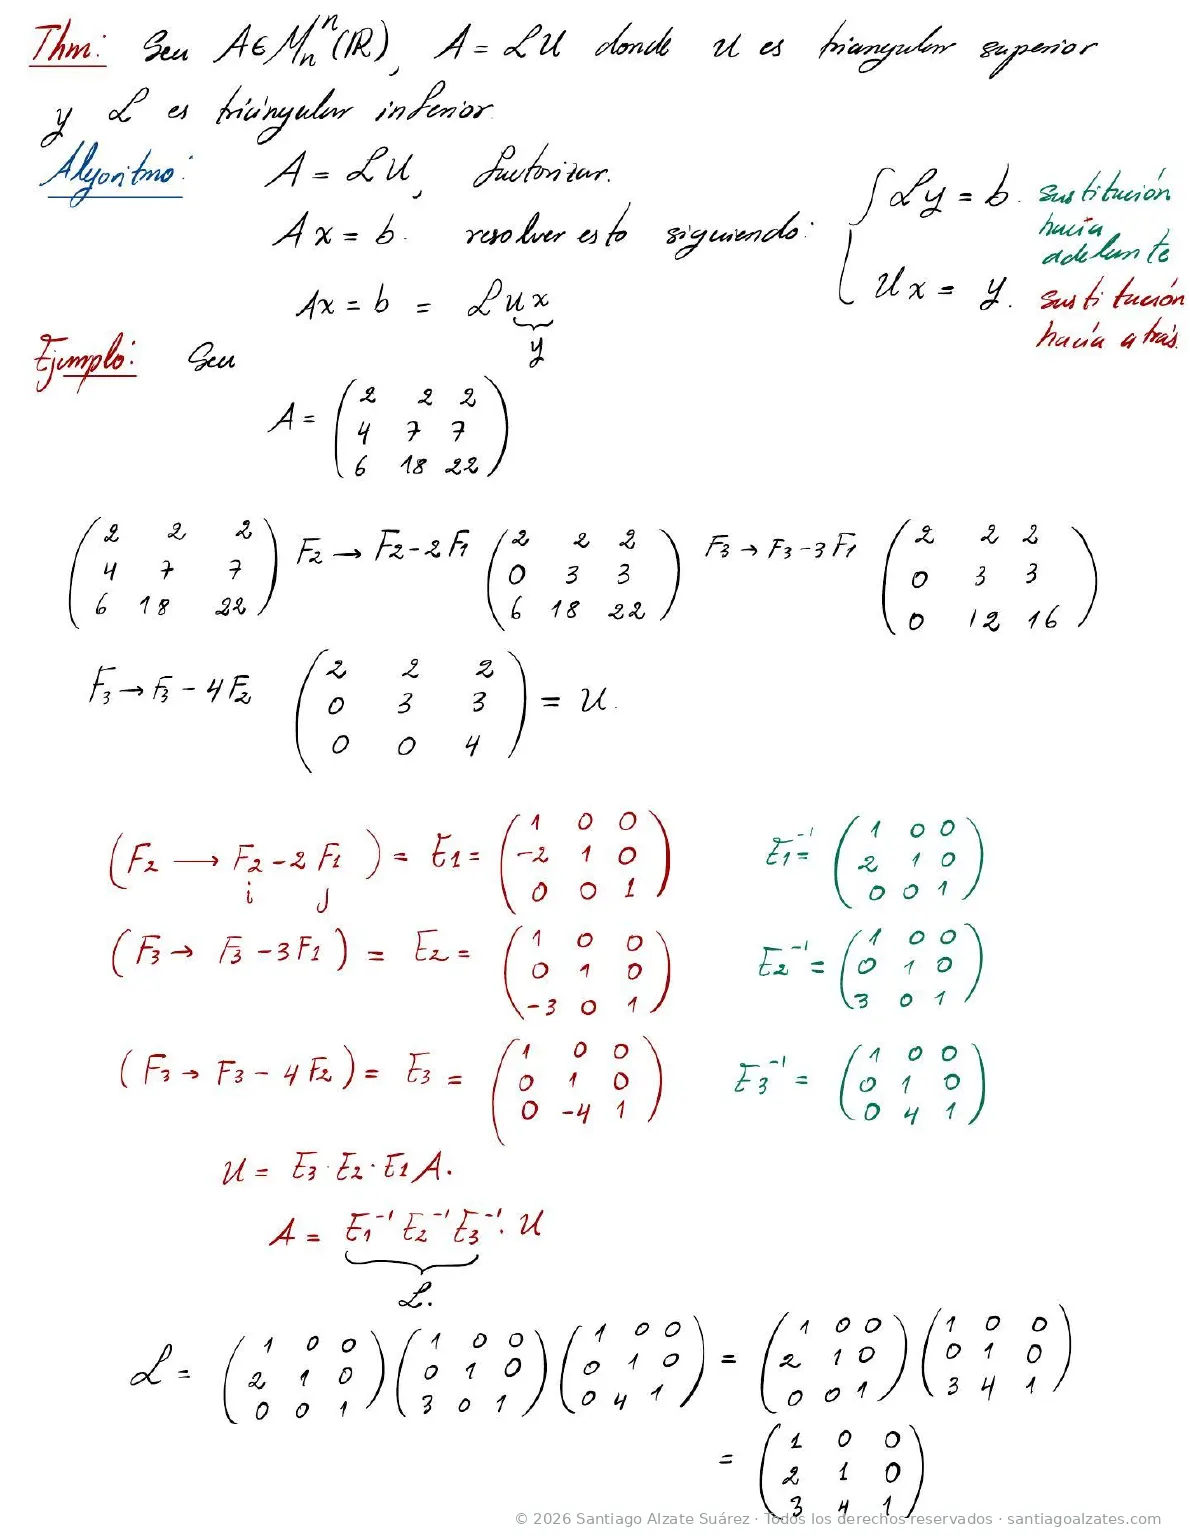 Thm: Sea A ∈ M_n^n(ℝ), A = LU donde U es triangular superior
y L es triángular inferior.
Algoritmo: A = LU, factorizar.
Ax = b. resolver esto siguiendo: { Ly = b. sustitución hacia adelante
Ux = y. sustitución hacía atrás.
Ax = b = L Ux
y
Ejemplo: Sea
A = ( 2 2 2
4 7 7
6 18 22 )
( 2 2 2
4 7 7
6 18 22 ) F2 → F2 - 2F1 ( 2 2 2
0 3 3
6 18 22 ) F3 → F3 - 3F1 ( 2 2 2
0 3 3
0 12 16 )
F3 → F3 - 4F2 ( 2 2 2
0 3 3
0 0 4 ) = U.
( F2 → F2 - 2 F1 ) = E1 = ( 1 0 0
-2 1 0
0 0 1 ) E1⁻¹ = ( 1 0 0
2 1 0
0 0 1 )
i j
( F3 → F3 - 3F1 ) = E2 = ( 1 0 0
0 1 0
-3 0 1 ) E2⁻¹ = ( 1 0 0
0 1 0
3 0 1 )
( F3 → F3 - 4F2 ) = E3 = ( 1 0 0
0 1 0
0 -4 1 ) E3⁻¹ = ( 1 0 0
0 1 0
0 4 1 )
U = E3 · E2 · E1 A.
A = E1⁻¹ E2⁻¹ E3⁻¹ · U
L.
L = ( 1 0 0
2 1 0
0 0 1 ) ( 1 0 0
0 1 0
3 0 1 ) ( 1 0 0
0 1 0
0 4 1 ) = ( 1 0 0
2 1 0
0 0 1 ) ( 1 0 0
0 1 0
3 4 1 )
= ( 1 0 0
2 1 0
3 4 1 )
© 2026 Santiago Alzate Suárez · Todos los derechos reservados · santiagoalzates.com